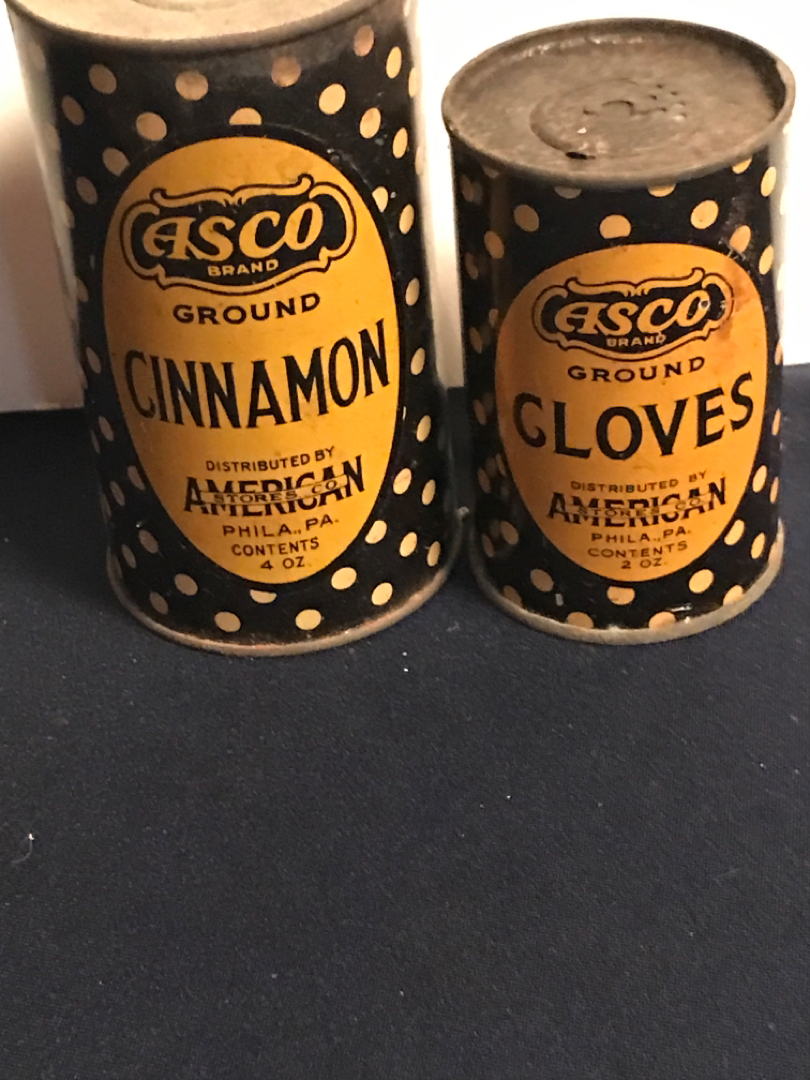 ASCO
BRAND
GROUND
CINNAMON
DISTRIBUTED BY
AMERICAN
STORES CO.
PHILA., PA.
CONTENTS
4 OZ.
ASCO
BRAND
GROUND
CLOVES
DISTRIBUTED BY
AMERICAN
STORES CO.
PHILA., PA.
CONTENTS
2 OZ.